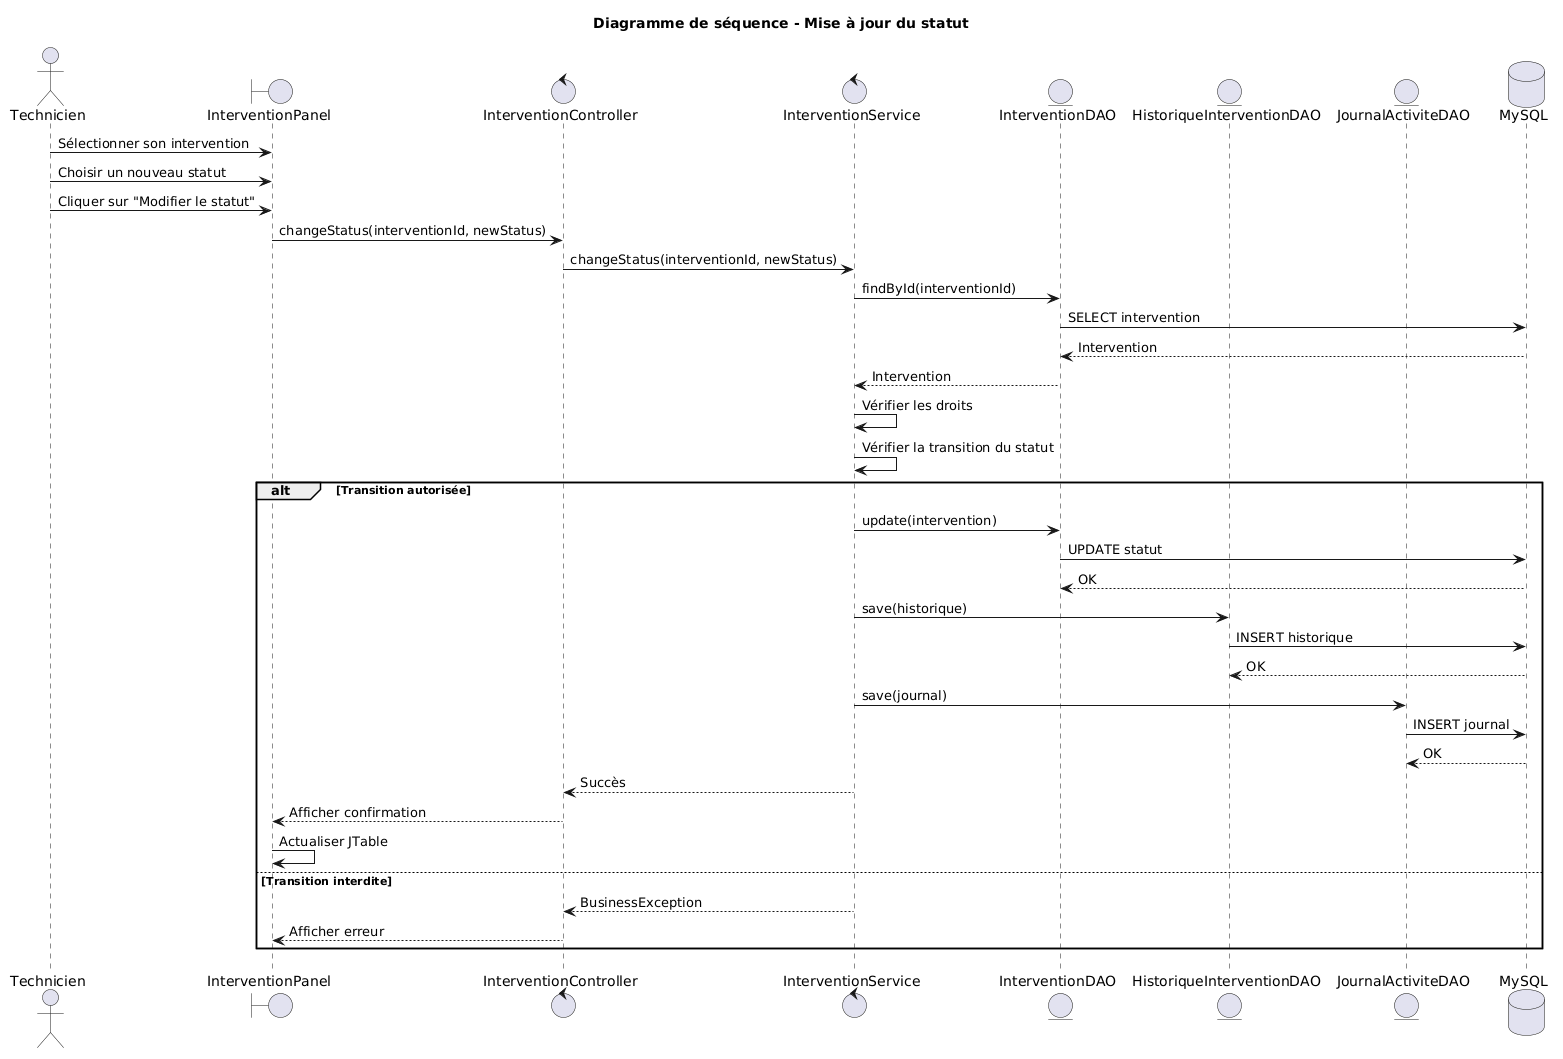 Diagramme de séquence - Mise à jour du statut
Technicien
InterventionPanel
InterventionController
InterventionService
InterventionDAO
HistoriqueInterventionDAO
JournalActiviteDAO
MySQL
Sélectionner son intervention
Choisir un nouveau statut
Cliquer sur "Modifier le statut"
changeStatus(interventionId, newStatus)
changeStatus(interventionId, newStatus)
findById(interventionId)
SELECT intervention
Intervention
Intervention
Vérifier les droits
Vérifier la transition du statut
alt [Transition autorisée]
update(intervention)
UPDATE statut
OK
save(historique)
INSERT historique
OK
save(journal)
INSERT journal
OK
Succès
Afficher confirmation
Actualiser JTable
[Transition interdite]
BusinessException
Afficher erreur
Technicien
InterventionPanel
InterventionController
InterventionService
InterventionDAO
HistoriqueInterventionDAO
JournalActiviteDAO
MySQL